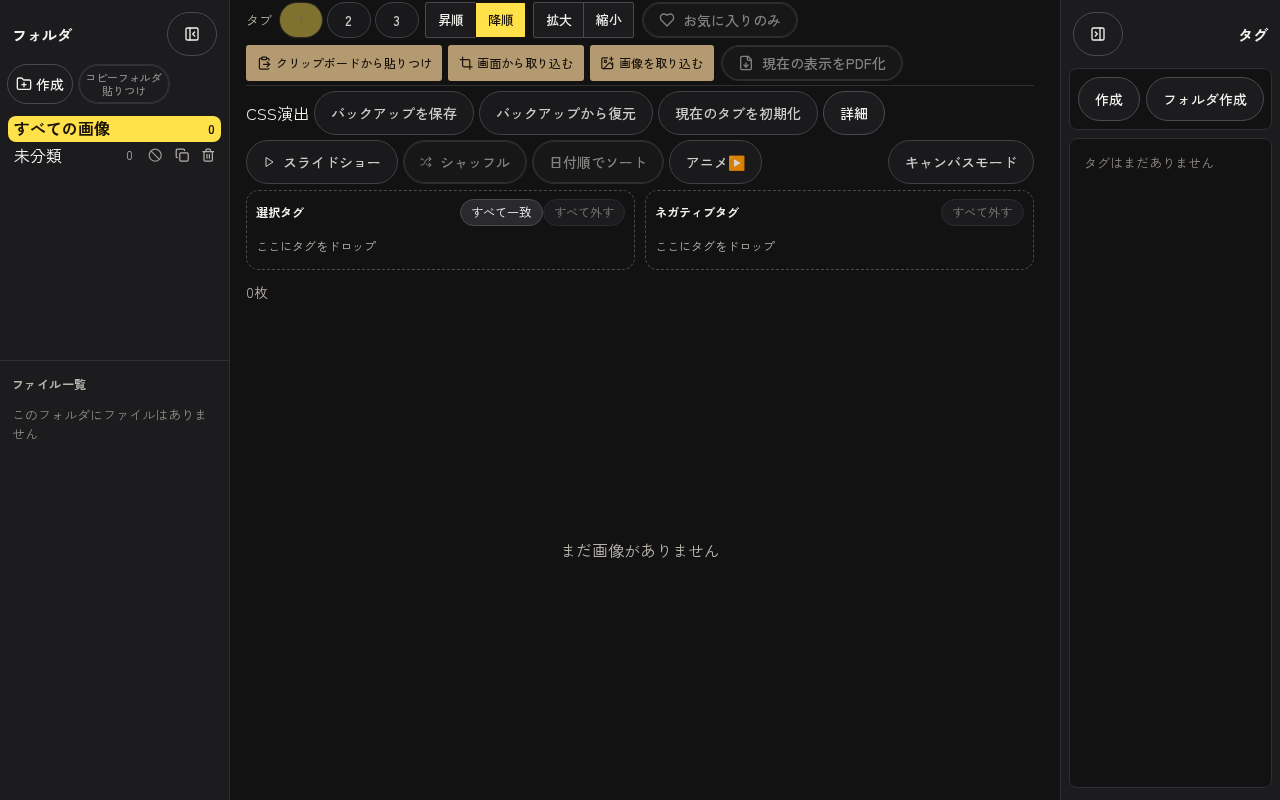 フォルダ
作成
コピーフォルダ
貼りつけ
すべての画像 0
未分類 0
ファイル一覧
このフォルダにファイルはありま
せん
タブ 1 2 3 昇順 降順 拡大 縮小 お気に入りのみ
クリップボードから貼りつけ 画面から取り込む 画像を取り込む 現在の表示をPDF化
CSS演出 バックアップを保存 バックアップから復元 現在のタブを初期化 詳細
スライドショー シャッフル 日付順でソート アニメ▶️ キャンバスモード
選択タグ すべて一致 すべて外す
ここにタグをドロップ
ネガティブタグ すべて外す
ここにタグをドロップ
0枚
まだ画像がありません
タグ
作成 フォルダ作成
タグはまだありません